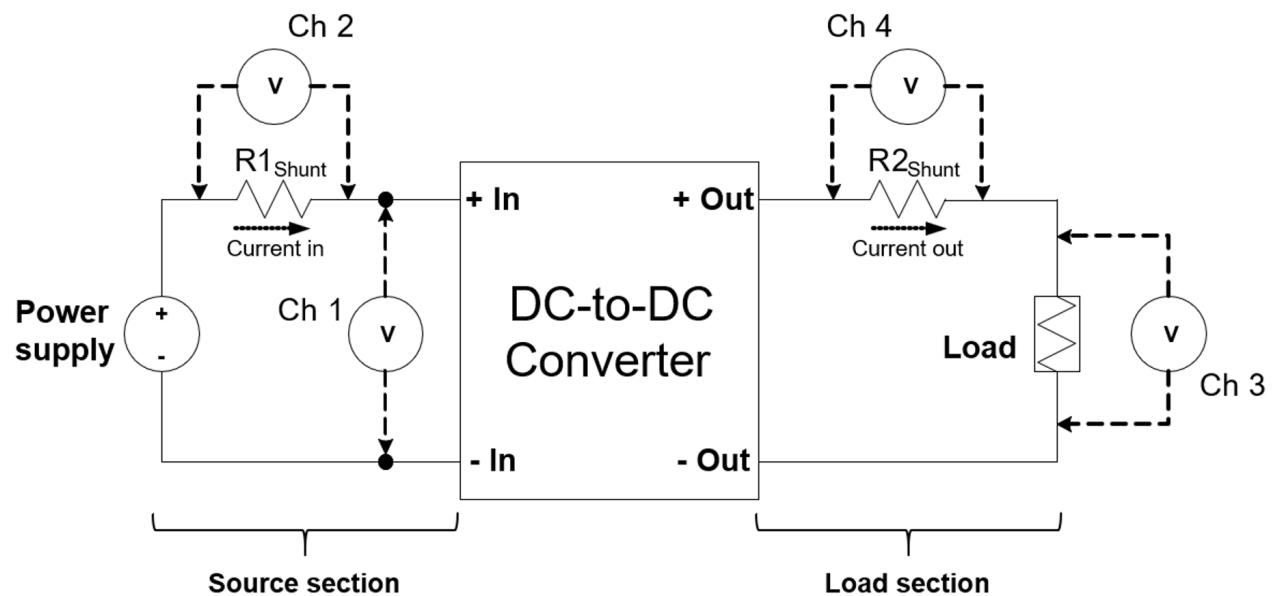 Ch 2
Ch 4
V
V
R1Shunt
R2Shunt
+ In
+ Out
Current in
Current out
Power
supply
+
-
Ch 1
V
DC-to-DC
Converter
Load
V
Ch 3
- In
- Out
Source section
Load section